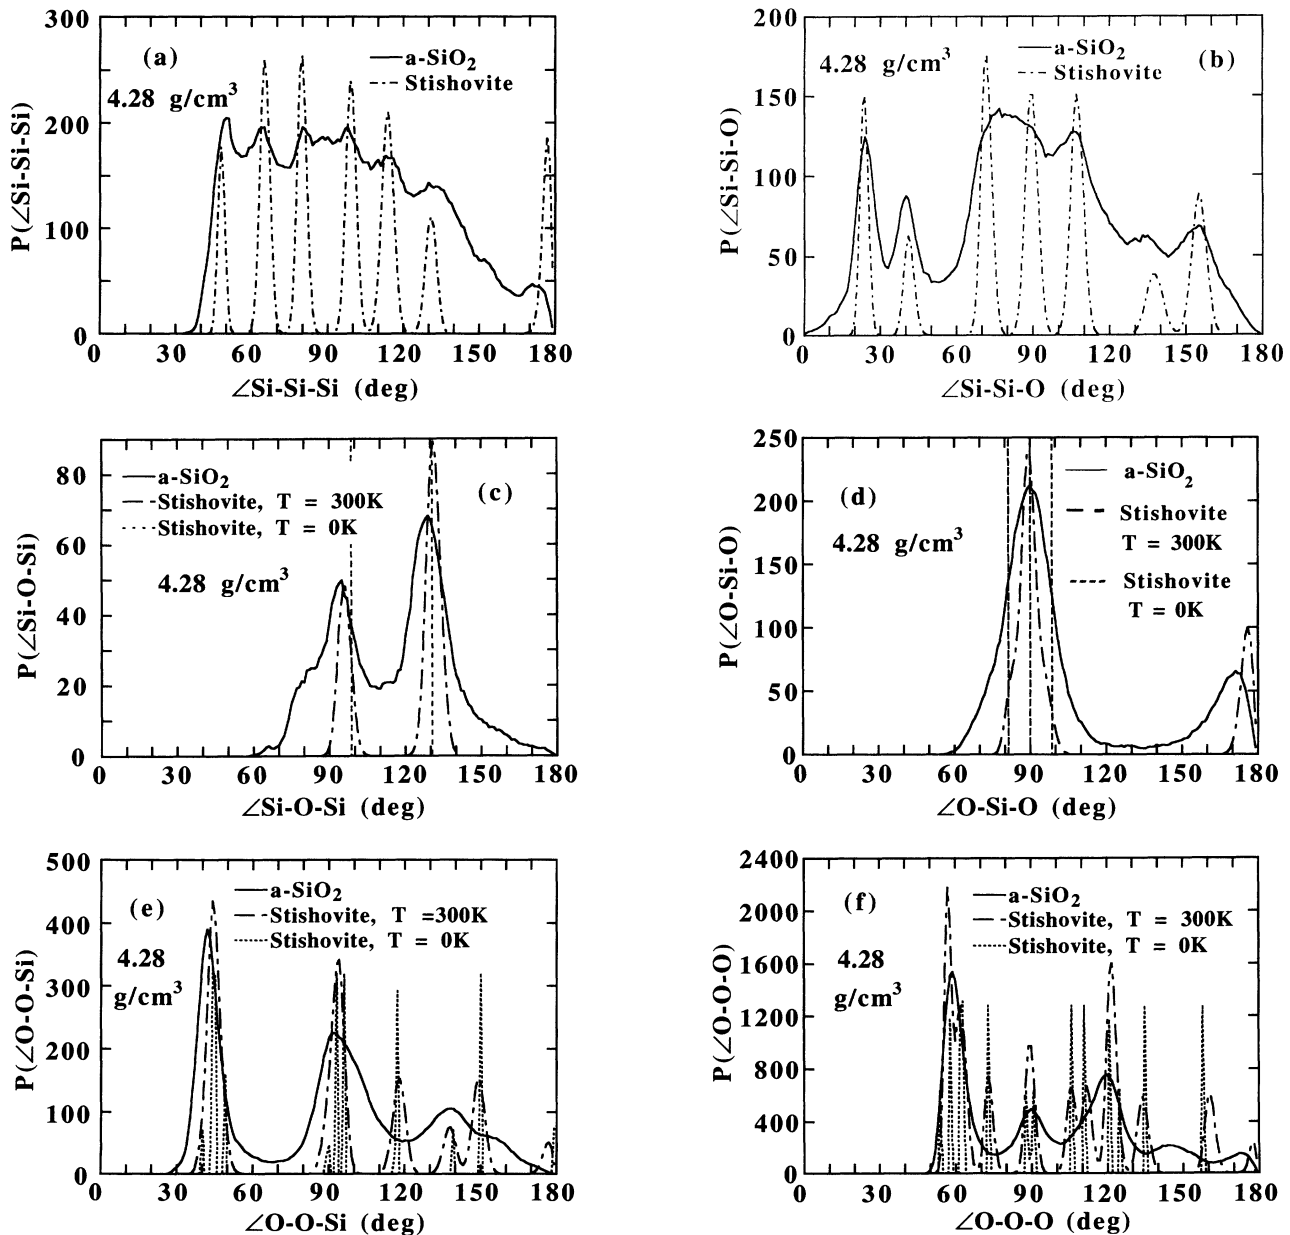 300
200
100
0
P(∠Si-Si-Si)
(a)
4.28 g/cm³
a-SiO₂
Stishovite
0 30 60 90 120 150 180
∠Si-Si-Si (deg)
200
150
100
50
0
P(∠Si-Si-O)
4.28 g/cm³
a-SiO₂
Stishovite
(b)
0 30 60 90 120 150 180
∠Si-Si-O (deg)
80
60
40
20
0
P(∠Si-O-Si)
a-SiO₂
Stishovite, T = 300K
Stishovite, T = 0K
(c)
4.28 g/cm³
0 30 60 90 120 150 180
∠Si-O-Si (deg)
250
200
150
100
50
0
P(∠O-Si-O)
(d)
4.28 g/cm³
a-SiO₂
Stishovite
T = 300K
Stishovite
T = 0K
0 30 60 90 120 150 180
∠O-Si-O (deg)
500
400
300
200
100
0
P(∠O-O-Si)
(e)
4.28
g/cm³
a-SiO₂
Stishovite, T =300K
Stishovite, T = 0K
0 30 60 90 120 150 180
∠O-O-Si (deg)
2400
2000
1600
1200
800
400
0
P(∠O-O-O)
(f)
4.28
g/cm³
a-SiO₂
Stishovite, T = 300K
Stishovite, T = 0K
0 30 60 90 120 150 180
∠O-O-O (deg)